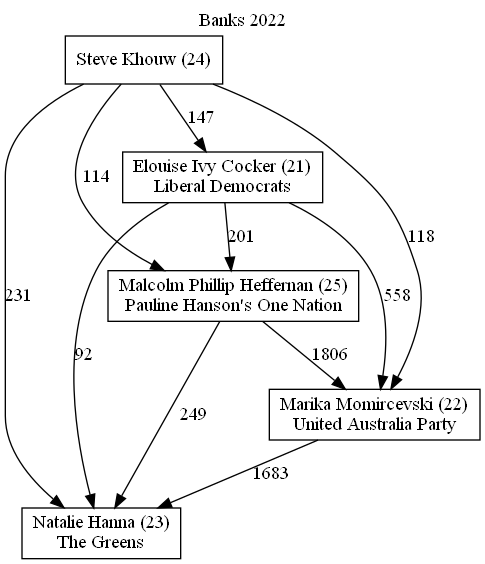 Banks 2022
Steve Khouw (24)
147
Elouise Ivy Cocker (21)
Liberal Democrats
114
201
118
231
558
92
Malcolm Phillip Heffernan (25)
Pauline Hanson's One Nation
1806
249
Marika Momircevski (22)
United Australia Party
1683
Natalie Hanna (23)
The Greens